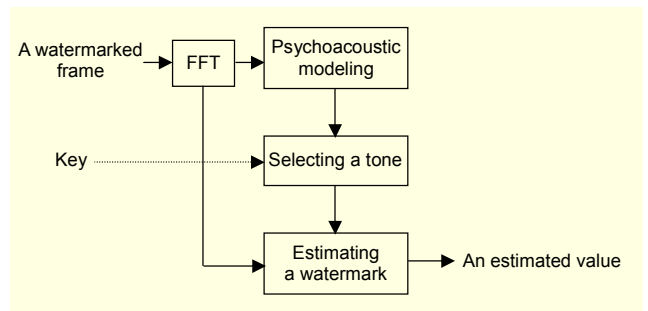 A watermarked
frame
FFT
Psychoacoustic
modeling
Key
Selecting a tone
Estimating
a watermark
An estimated value